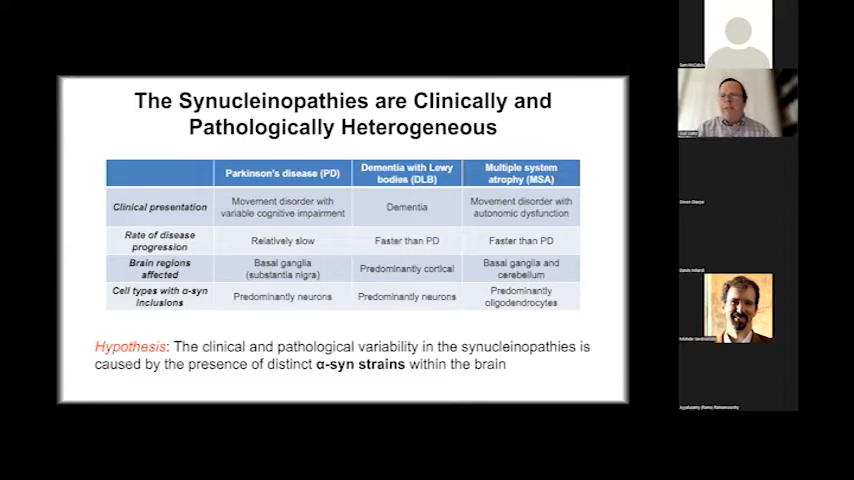 The Synucleinopathies are Clinically and
Pathologically Heterogeneous
Parkinson's disease (PD)
Dementia with Lewy
bodies (DLB)
Multiple system
atrophy (MSA)
Clinical presentation
Movement disorder with
variable cognitive impairment
Dementia
Movement disorder with
autonomic dysfunction
Rate of disease
progression
Relatively slow
Faster than PD
Faster than PD
Brain regions
affected
Basal ganglia
(substantia nigra)
Predominantly cortical
Basal ganglia and
cerebellum
Cell types with α-syn
inclusions
Predominantly neurons
Predominantly neurons
Predominantly
oligodendrocytes
Hypothesis: The clinical and pathological variability in the synucleinopathies is
caused by the presence of distinct α-syn strains within the brain